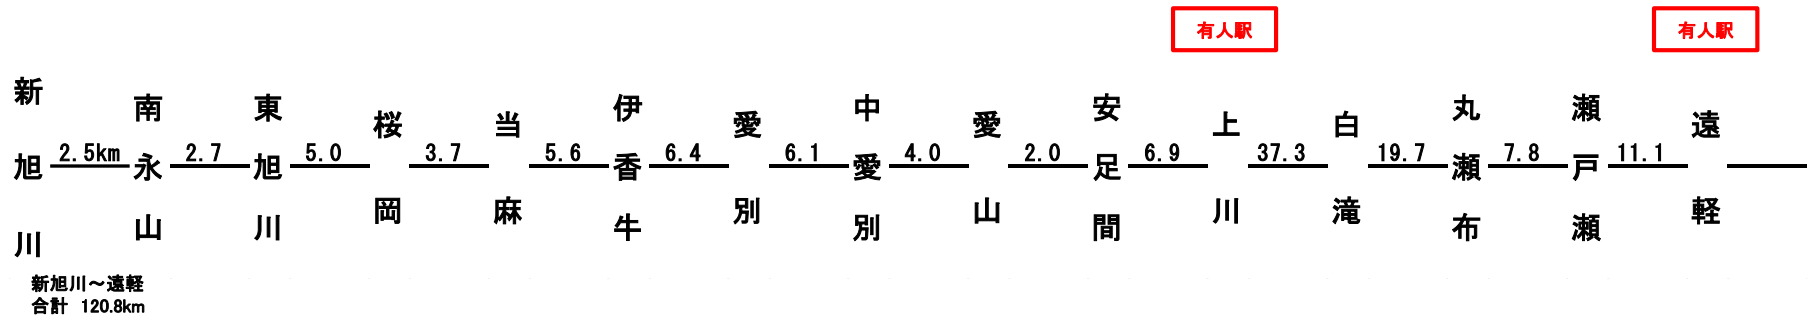 有人駅
有人駅
新旭川
2.5km
南永山
2.7
東旭川
5.0
桜岡
3.7
当麻
5.6
伊香牛
6.4
愛別
6.1
中愛別
4.0
愛山
2.0
安足間
6.9
上川
37.3
白滝
19.7
丸瀬布
7.8
瀬戸瀬
11.1
遠軽
新旭川～遠軽
合計 120.8km